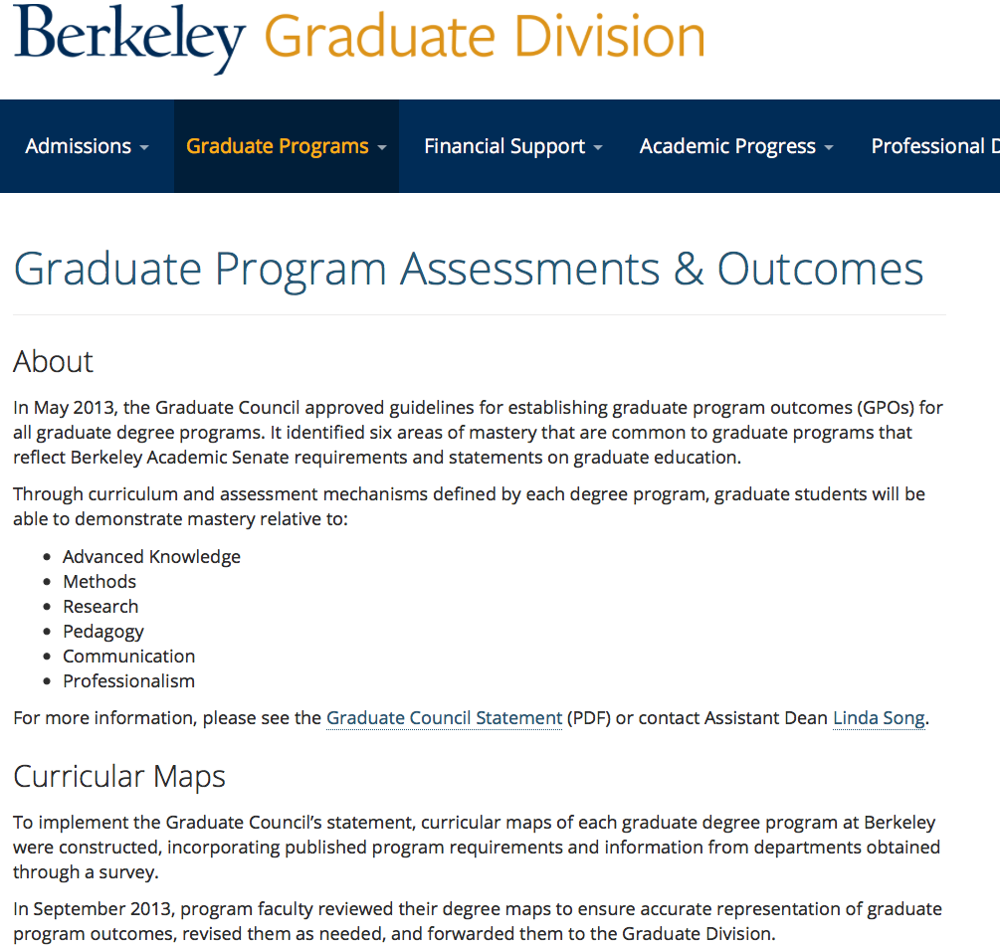 Berkeley Graduate Division
Admissions Graduate Programs Financial Support Academic Progress Professional D
Graduate Program Assessments & Outcomes
About
In May 2013, the Graduate Council approved guidelines for establishing graduate program outcomes (GPOs) for
all graduate degree programs. It identified six areas of mastery that are common to graduate programs that
reflect Berkeley Academic Senate requirements and statements on graduate education.
Through curriculum and assessment mechanisms defined by each degree program, graduate students will be
able to demonstrate mastery relative to:
• Advanced Knowledge
• Methods
• Research
• Pedagogy
• Communication
• Professionalism
For more information, please see the Graduate Council Statement (PDF) or contact Assistant Dean Linda Song.
Curricular Maps
To implement the Graduate Council’s statement, curricular maps of each graduate degree program at Berkeley
were constructed, incorporating published program requirements and information from departments obtained
through a survey.
In September 2013, program faculty reviewed their degree maps to ensure accurate representation of graduate
program outcomes, revised them as needed, and forwarded them to the Graduate Division.